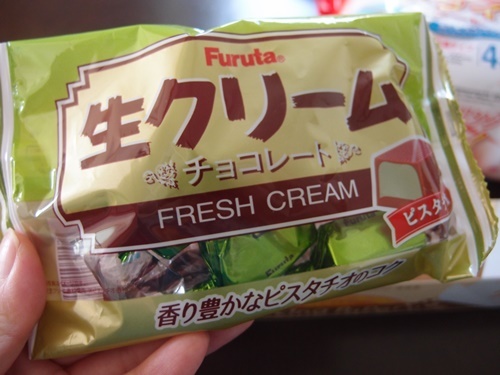 Furuta
生クリーム
チョコレート
FRESH CREAM
ピスタチ
香り豊かなピスタチオのコク
4